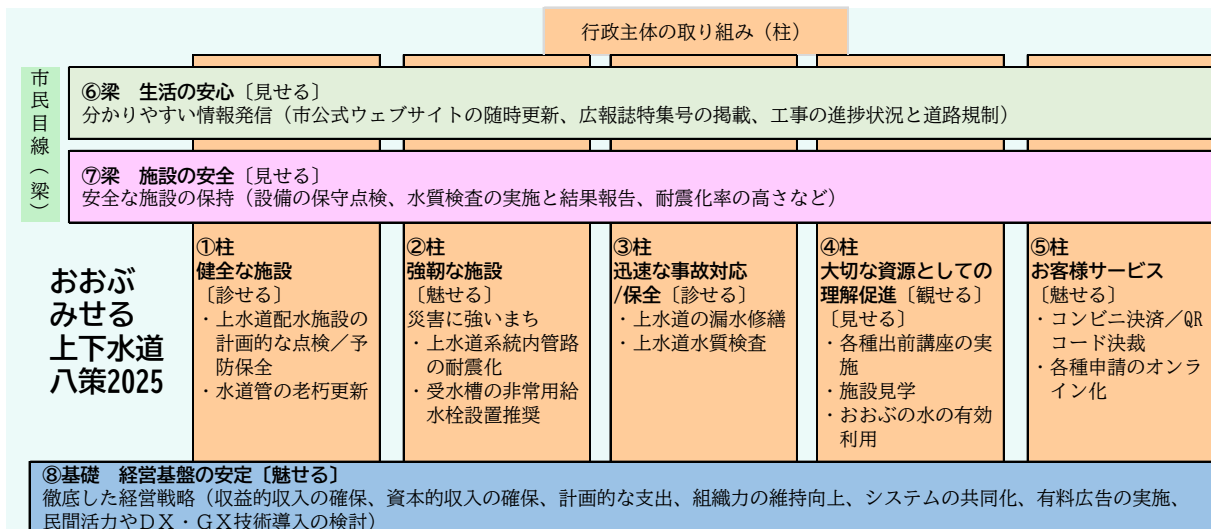 行政主体の取り組み（柱）
市民目線（梁）
⑥梁　生活の安心〔見せる〕
分かりやすい情報発信（市公式ウェブサイトの随時更新、広報誌特集号の掲載、工事の進捗状況と道路規制）
⑦梁　施設の安全〔見せる〕
安全な施設の保持（設備の保守点検、水質検査の実施と結果報告、耐震化率の高さなど）
おおぶ
みせる
上下水道
八策2025
①柱
健全な施設
〔診せる〕
・上水道配水施設の
計画的な点検／予
防保全
・水道管の老朽更新
②柱
強靭な施設
〔魅せる〕
災害に強いまち
・上水道系統内管路
の耐震化
・受水槽の非常用給
水栓設置推奨
③柱
迅速な事故対応
/保全〔診せる〕
・上水道の漏水修繕
・上水道水質検査
④柱
大切な資源としての
理解促進〔観せる〕
〔見せる〕
・各種出前講座の実
施
・施設見学
・おおぶの水の有効
利用
⑤柱
お客様サービス
〔魅せる〕
・コンビニ決済／QR
コード決裁
・各種申請のオンラ
イン化
⑧基礎　経営基盤の安定〔魅せる〕
徹底した経営戦略（収益的収入の確保、資本的収入の確保、計画的な支出、組織力の維持向上、システムの共同化、有料広告の実施、
民間活力やＤＸ・ＧＸ技術導入の検討）